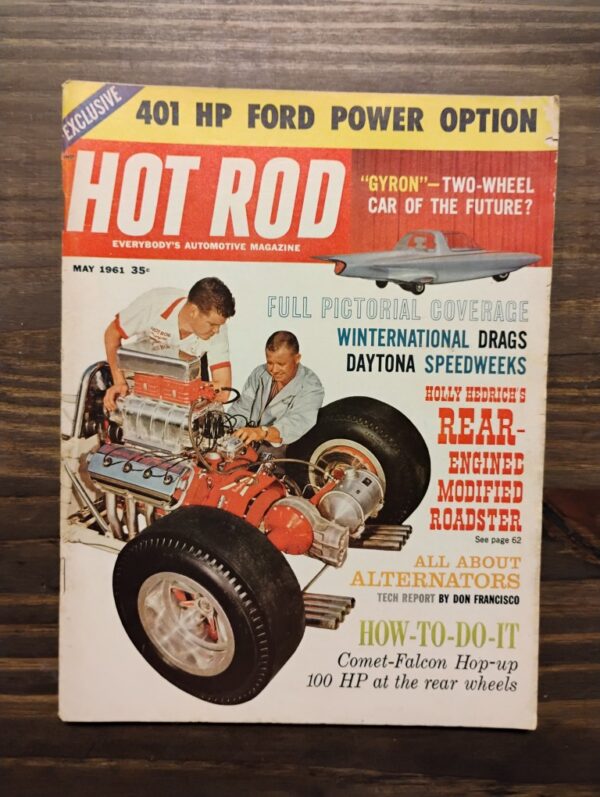 EXCLUSIVE
401 HP FORD POWER OPTION
HOT ROD
EVERYBODY'S AUTOMOTIVE MAGAZINE
"GYRON"—TWO-WHEEL
CAR OF THE FUTURE?
MAY 1961 35¢
FULL PICTORIAL COVERAGE
WINTERNATIONAL DRAGS
DAYTONA SPEEDWEEKS
HOLLY HEDRICH'S
REAR-
ENGINED
MODIFIED
ROADSTER
See page 62
ALL ABOUT
ALTERNATORS
TECH REPORT BY DON FRANCISCO
HOW-TO-DO-IT
Comet-Falcon Hop-up
100 HP at the rear wheels
HOT ROD